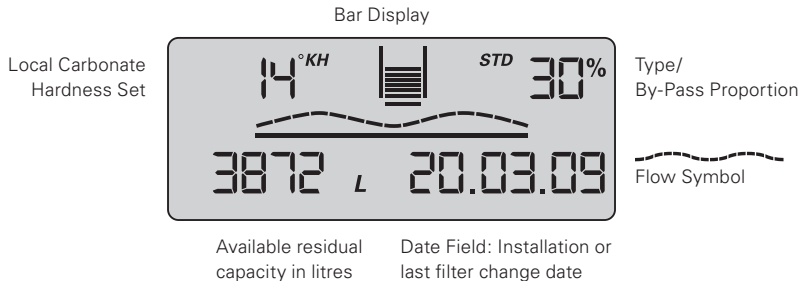 Bar Display
Local Carbonate
Hardness Set
14 °KH
STD 30%
Type/
By-Pass Proportion
3872 L 20.03.09
Flow Symbol
Available residual
capacity in litres
Date Field: Installation or
last filter change date